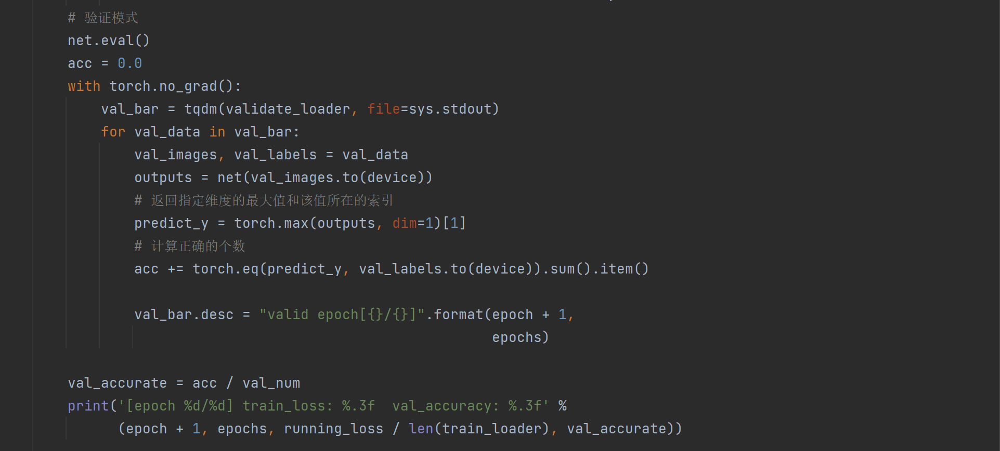 # 验证模式
net.eval()
acc = 0.0
with torch.no_grad():
    val_bar = tqdm(validate_loader, file=sys.stdout)
    for val_data in val_bar:
        val_images, val_labels = val_data
        outputs = net(val_images.to(device))
        # 返回指定维度的最大值和该值所在的索引
        predict_y = torch.max(outputs, dim=1)[1]
        # 计算正确的个数
        acc += torch.eq(predict_y, val_labels.to(device)).sum().item()
        val_bar.desc = "valid epoch[{}/{}]".format(epoch + 1,
                                                   epochs)
val_accurate = acc / val_num
print('[epoch %d/%d] train_loss: %.3f  val_accuracy: %.3f' %
      (epoch + 1, epochs, running_loss / len(train_loader), val_accurate))